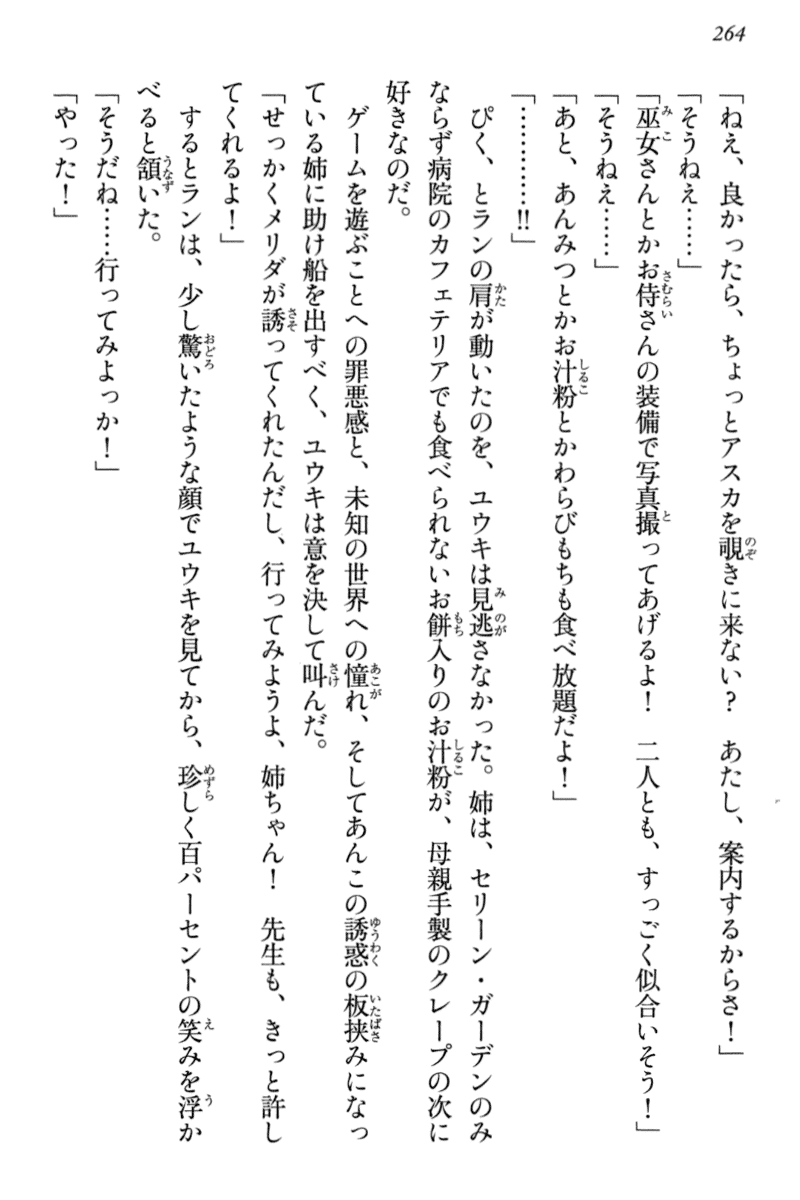 264
「ねえ、良かったら、ちょっとアスカを覗きに来ない?　あたし、案内するからさ!」
「そうねえ……」
「巫女さんとかお侍さんの装備で写真撮ってあげるよ!　二人とも、すっごく似合いそう!」
「そうねえ……」
「あと、あんみつとかお汁粉とかわらびもちも食べ放題だよ!」
「…………!!」
ぴく、とランの肩が動いたのを、ユウキは見逃さなかった。姉は、セリーン・ガーデンのみ
ならず病院のカフェテリアでも食べられないお餅入りのお汁粉が、母親手製のクレープの次に
好きなのだ。
ゲームを遊ぶことへの罪悪感と、未知の世界への憧れ、そしてあんこの誘惑の板挟みになっ
ている姉に助け船を出すべく、ユウキは意を決して叫んだ。
「せっかくメリダが誘ってくれたんだし、行ってみようよ、姉ちゃん!　先生も、きっと許し
てくれるよ!」
するとランは、少し驚いたような顔でユウキを見てから、珍しく百パーセントの笑みを浮か
べると頷いた。
「そうだね……行ってみよっか!」
「やった!」